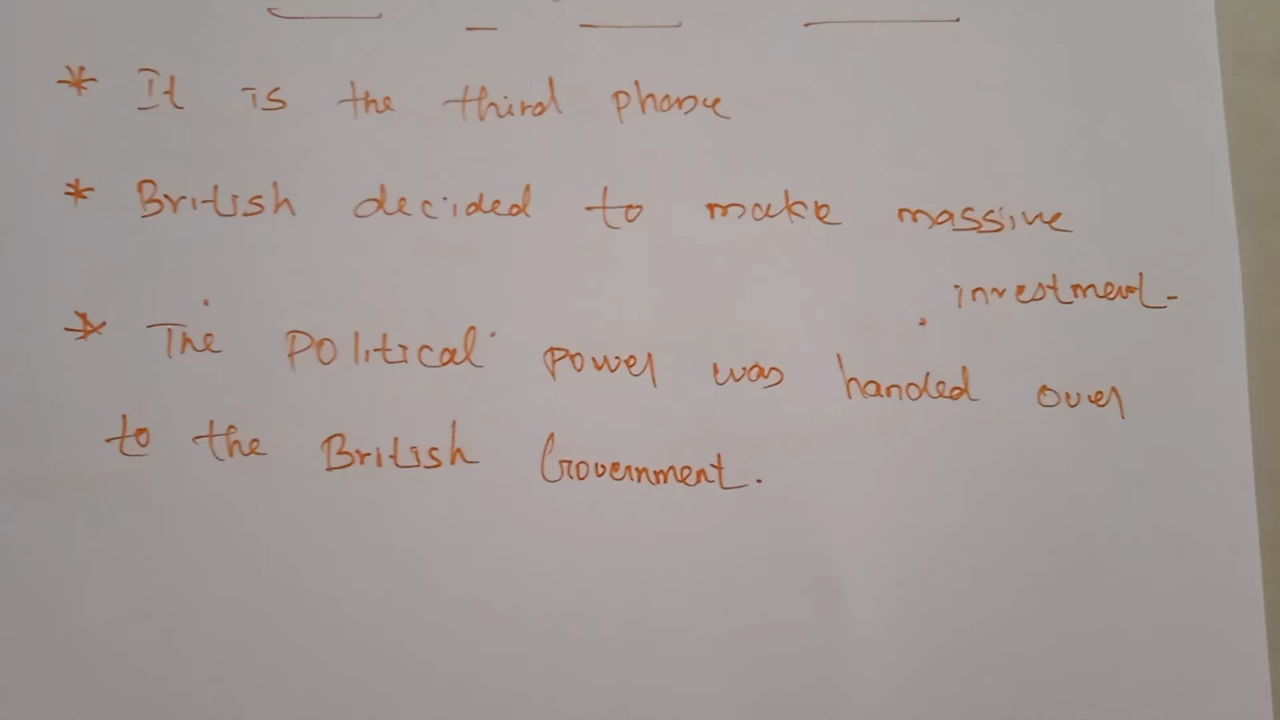 * It is the third phase
* British decided to make massive
investment.
* The Political power was handed over
to the British Government.